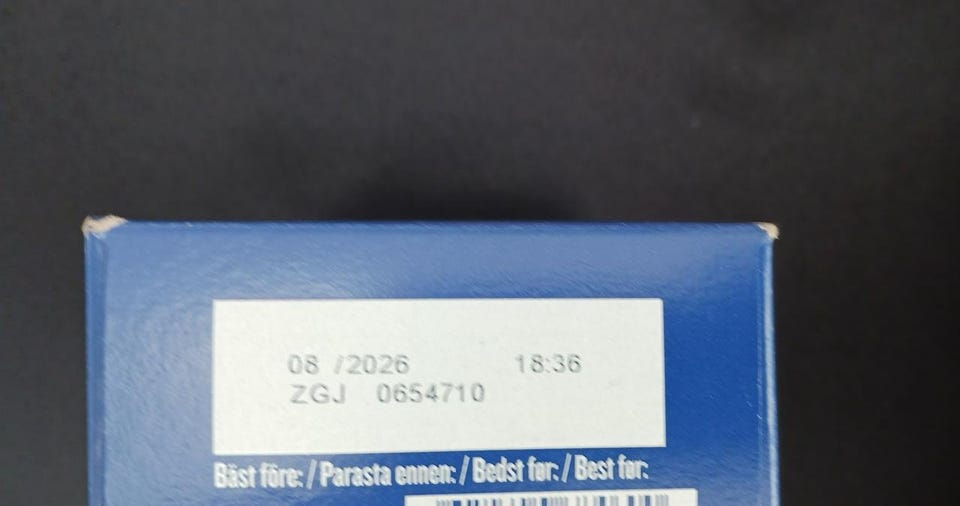 08 /2026 18:36
ZGJ 0654710
Bäst före: / Parasta ennen: / Bedst før: / Best før: